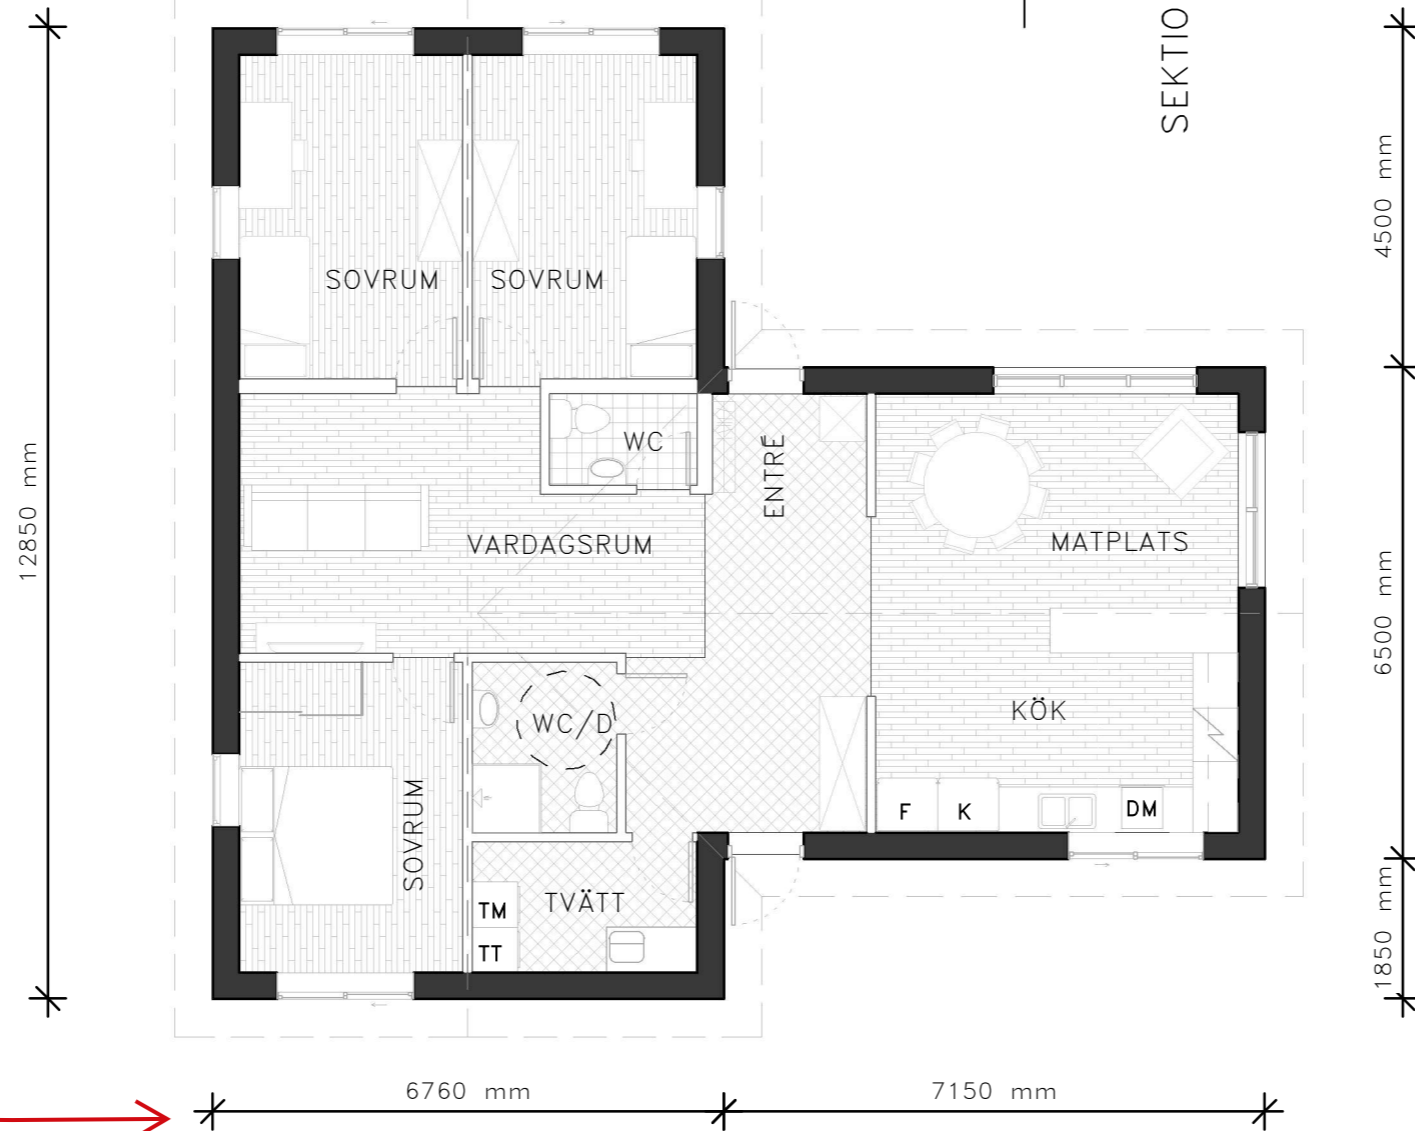 SEKTIO
4500 mm
SOVRUM SOVRUM
WC
ENTRÉ
12850 mm
VARDAGSRUM
MATPLATS
6500 mm
WC/D
KÖK
SOVRUM
F K DM
TM
TT
TVÄTT
1850 mm
6760 mm
7150 mm